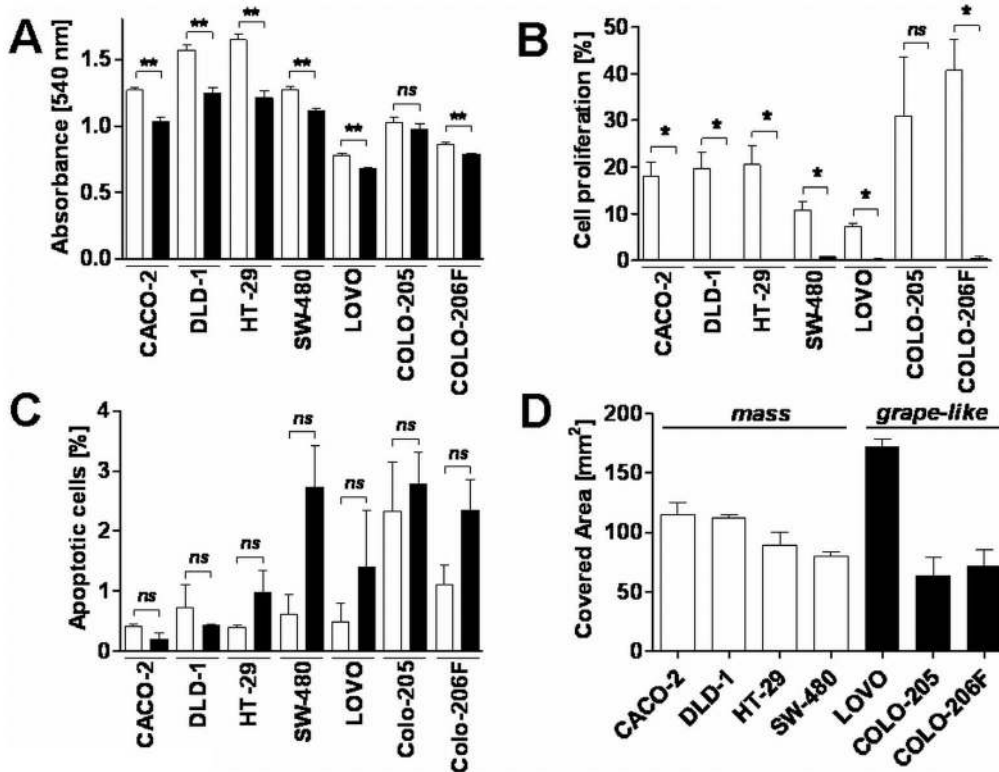 A
Absorbance [540 nm]
1.5
1.0
0.5
0.0
** ** ** ** ** ns **
CACO-2 DLD-1 HT-29 SW-480 LOVO COLO-205 COLO-206F
B
Cell proliferation [%]
50
40
30
20
10
0
* * * * * ns *
CACO-2 DLD-1 HT-29 SW-480 LOVO COLO-205 COLO-206F
C
Apoptotic cells [%]
4
3
2
1
0
ns ns ns ns ns ns ns
CACO-2 DLD-1 HT-29 SW-480 LOVO Colo-205 Colo-206F
D
Covered Area [mm²]
200
150
100
50
0
mass grape-like
CACO-2 DLD-1 HT-29 SW-480 LOVO COLO-205 COLO-206F